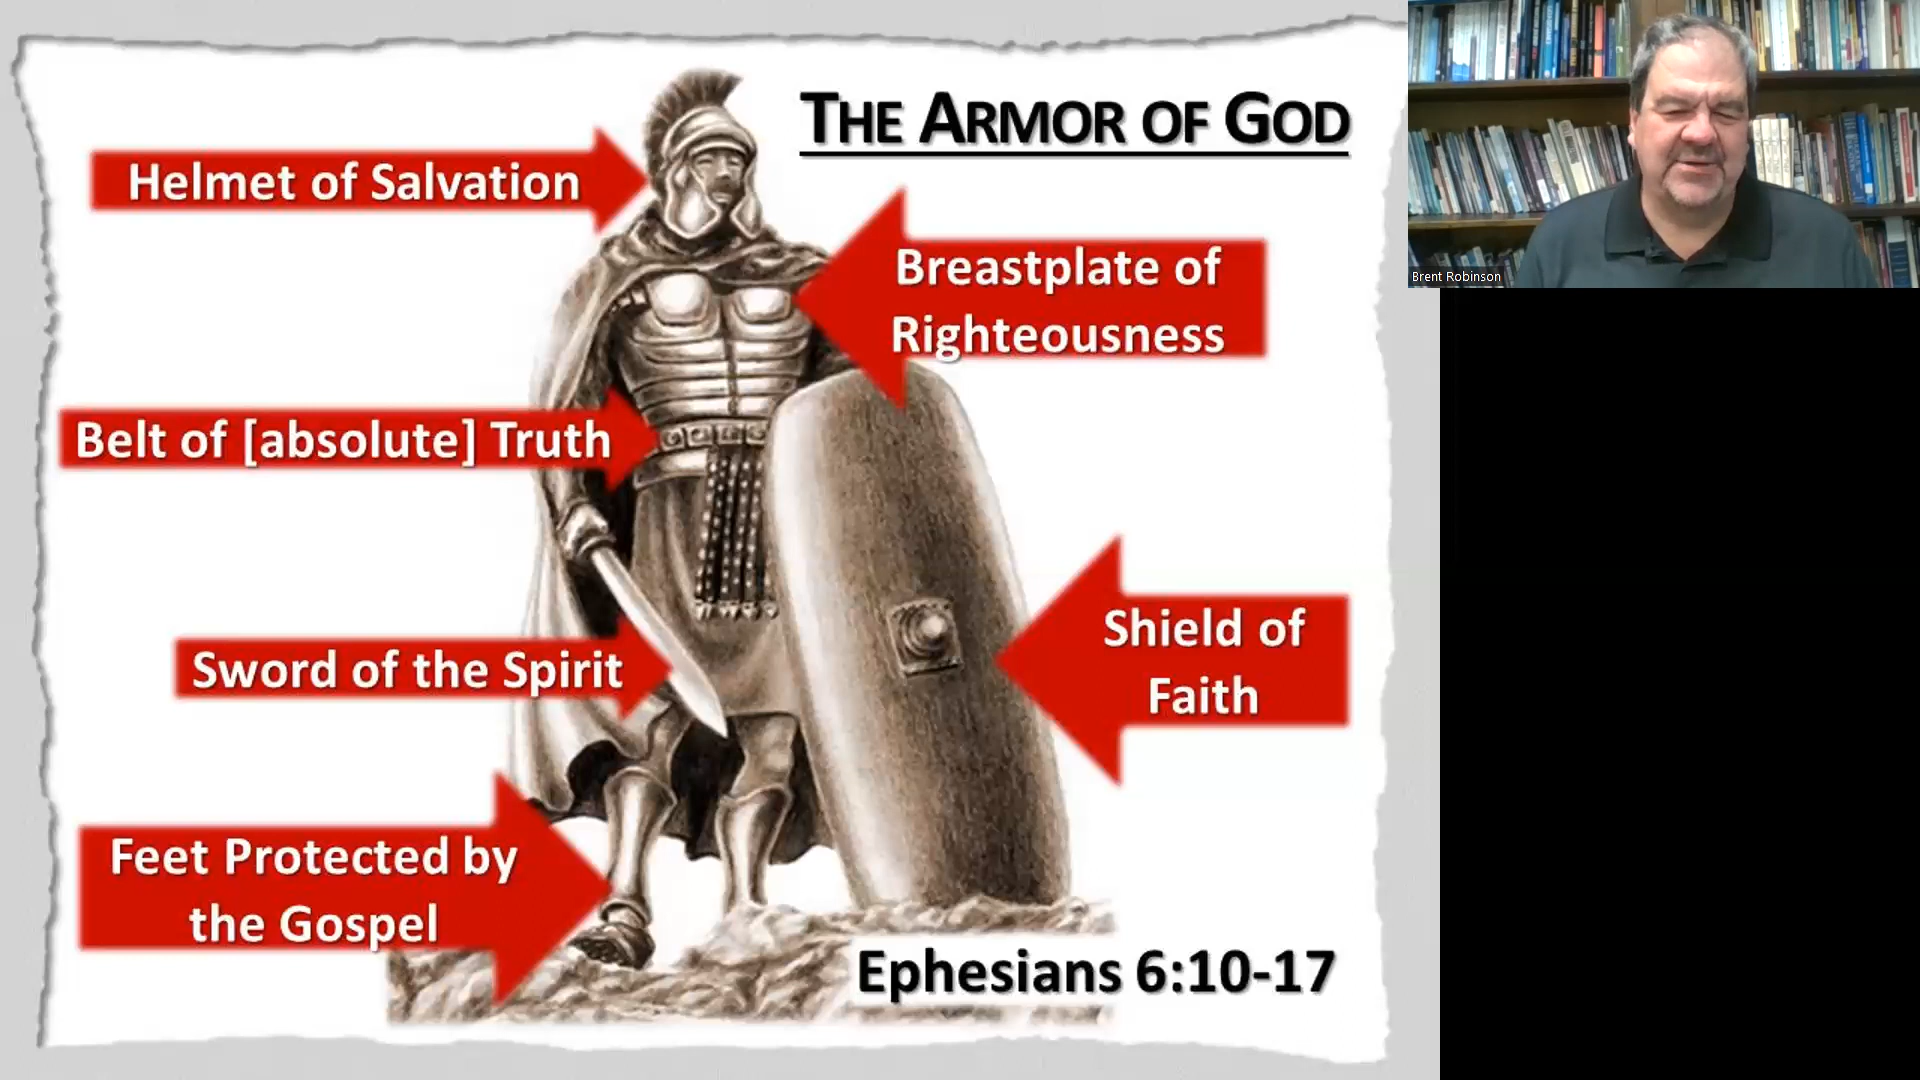 THE ARMOR OF GOD
Helmet of Salvation
Breastplate of
Righteousness
Belt of [absolute] Truth
Sword of the Spirit
Shield of
Faith
Feet Protected by
the Gospel
Ephesians 6:10-17
Brent Robinson